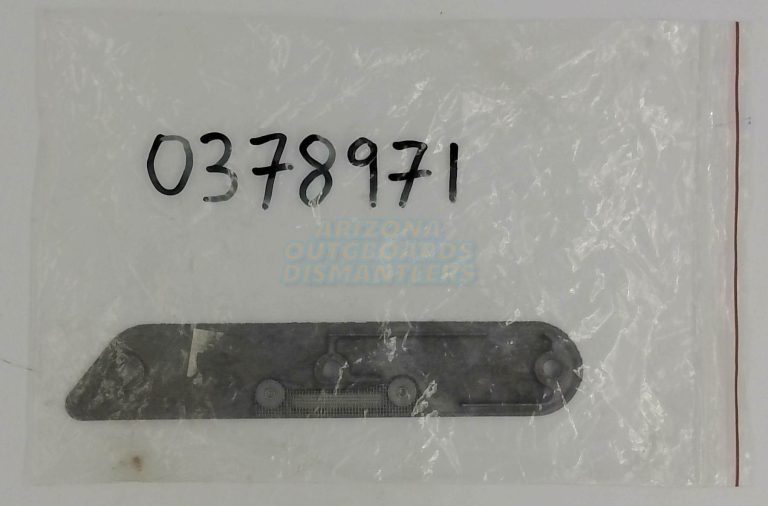 0378971
ARIZONA
OUTBOARDS
DISMANTLERS